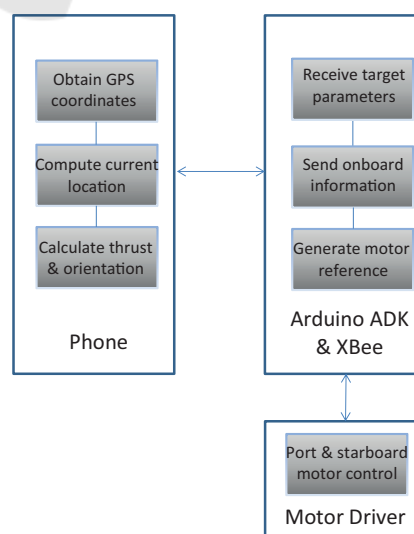 Obtain GPS
coordinates
Compute current
location
Calculate thrust
& orientation
Phone
Receive target
parameters
Send onboard
information
Generate motor
reference
Arduino ADK
& XBee
Port & starboard
motor control
Motor Driver